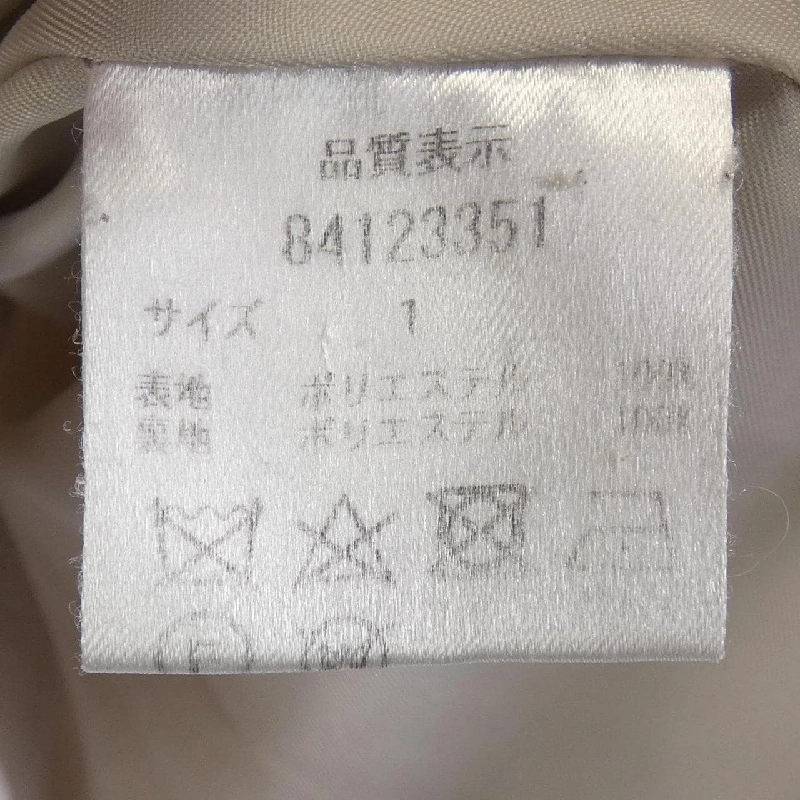 品質表示
84123351
サイズ 1
表地 ポリエステル 100%
裏地 ポリエステル 100%
F